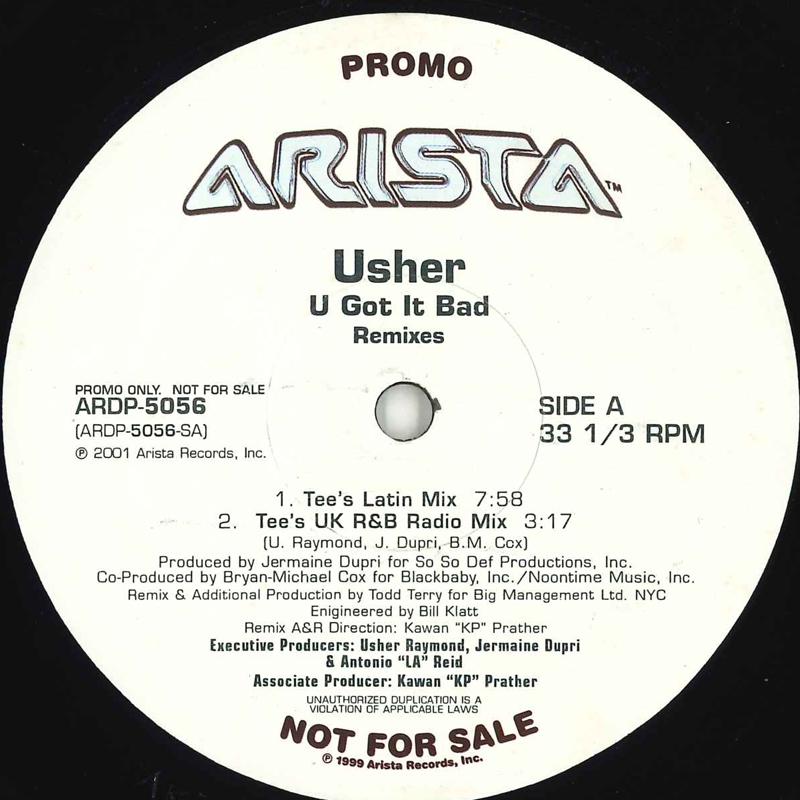 PROMO
ARISTA™
Usher
U Got It Bad
Remixes
PROMO ONLY. NOT FOR SALE
ARDP-5056
(ARDP-5056-SA)
℗ 2001 Arista Records, Inc.
SIDE A
33 1/3 RPM
1. Tee's Latin Mix 7:58
2. Tee's UK R&B Radio Mix 3:17
(U. Raymond, J. Dupri, B.M. Cox)
Produced by Jermaine Dupri for So So Def Productions, Inc.
Co-Produced by Bryan-Michael Cox for Blackbaby, Inc./Noontime Music, Inc.
Remix & Additional Production by Todd Terry for Big Management Ltd. NYC
Enigineered by Bill Klatt
Remix A&R Direction: Kawan "KP" Prather
Executive Producers: Usher Raymond, Jermaine Dupri
& Antonio "LA" Reid
Associate Producer: Kawan "KP" Prather
UNAUTHORIZED DUPLICATION IS A
VIOLATION OF APPLICABLE LAWS
NOT FOR SALE
℗ 1999 Arista Records, Inc.